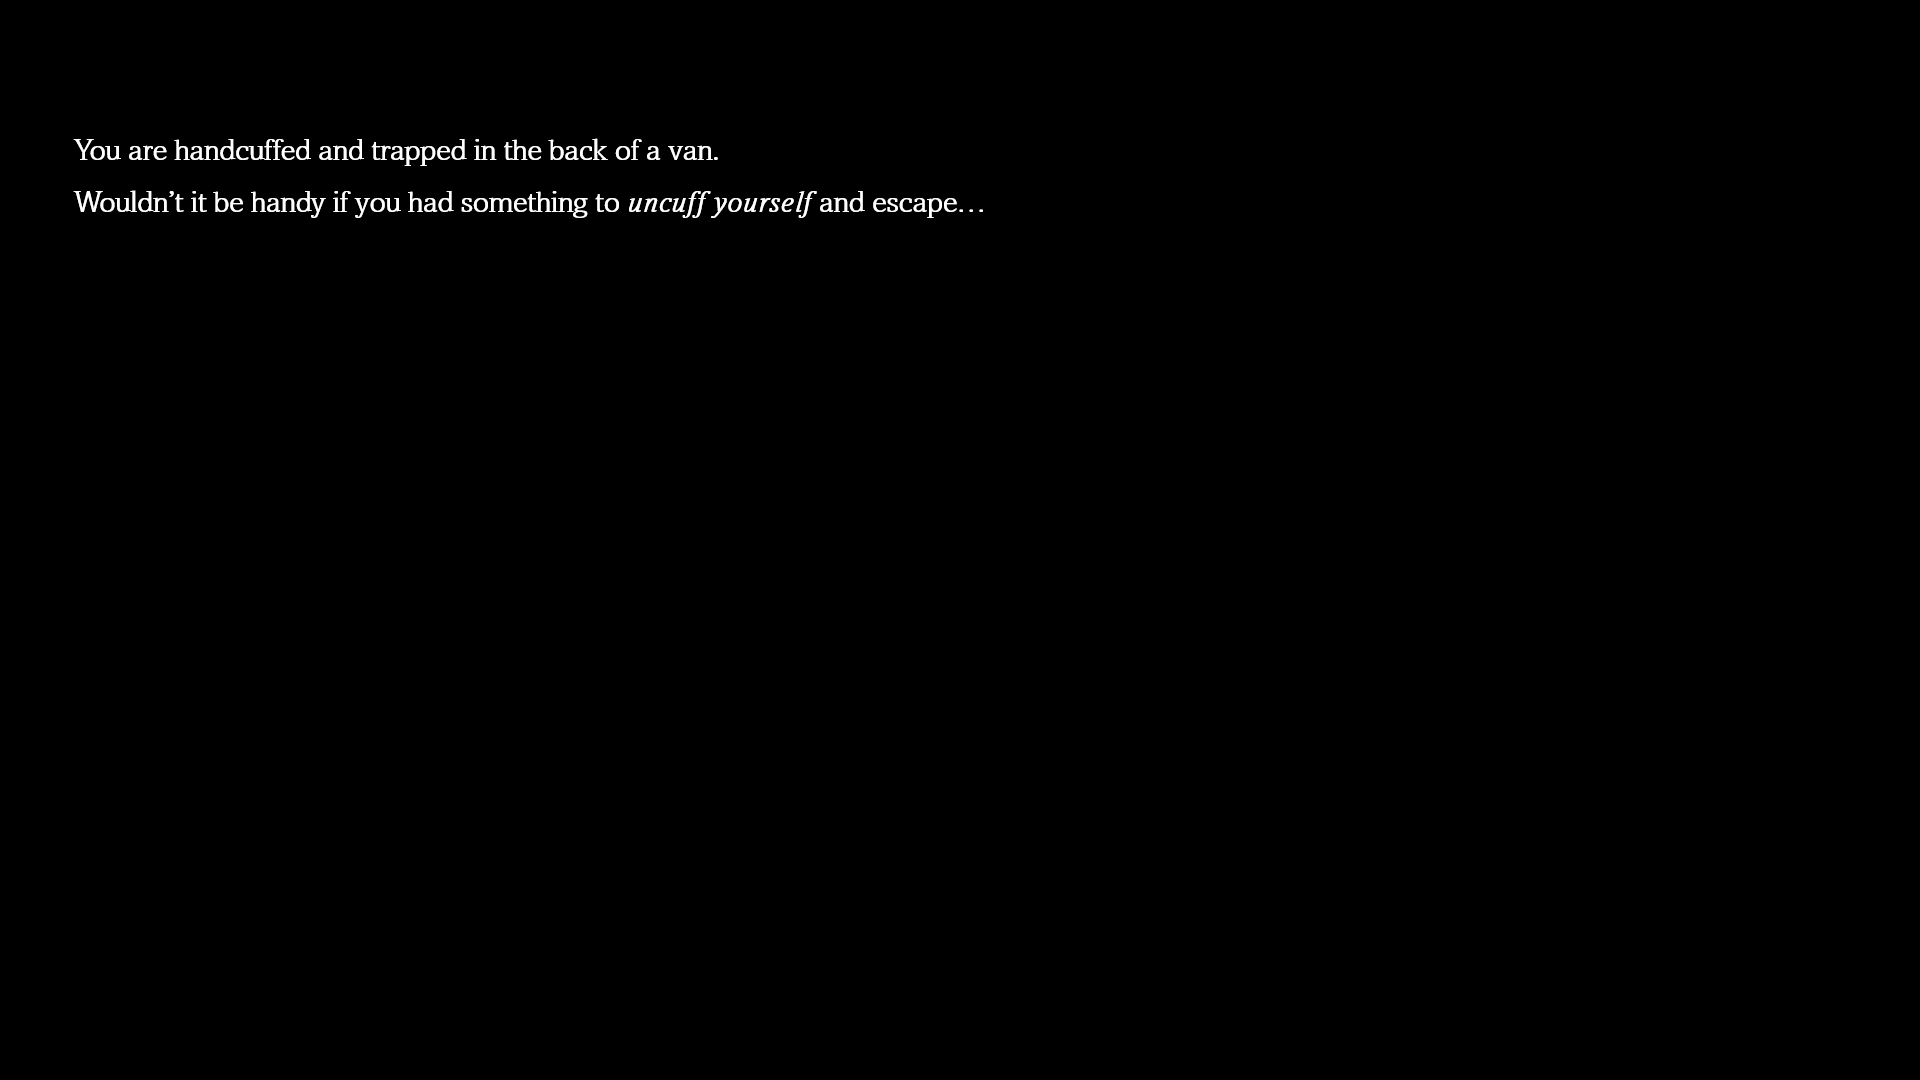 You are handcuffed and trapped in the back of a van.
Wouldn’t it be handy if you had something to uncuff yourself and escape…